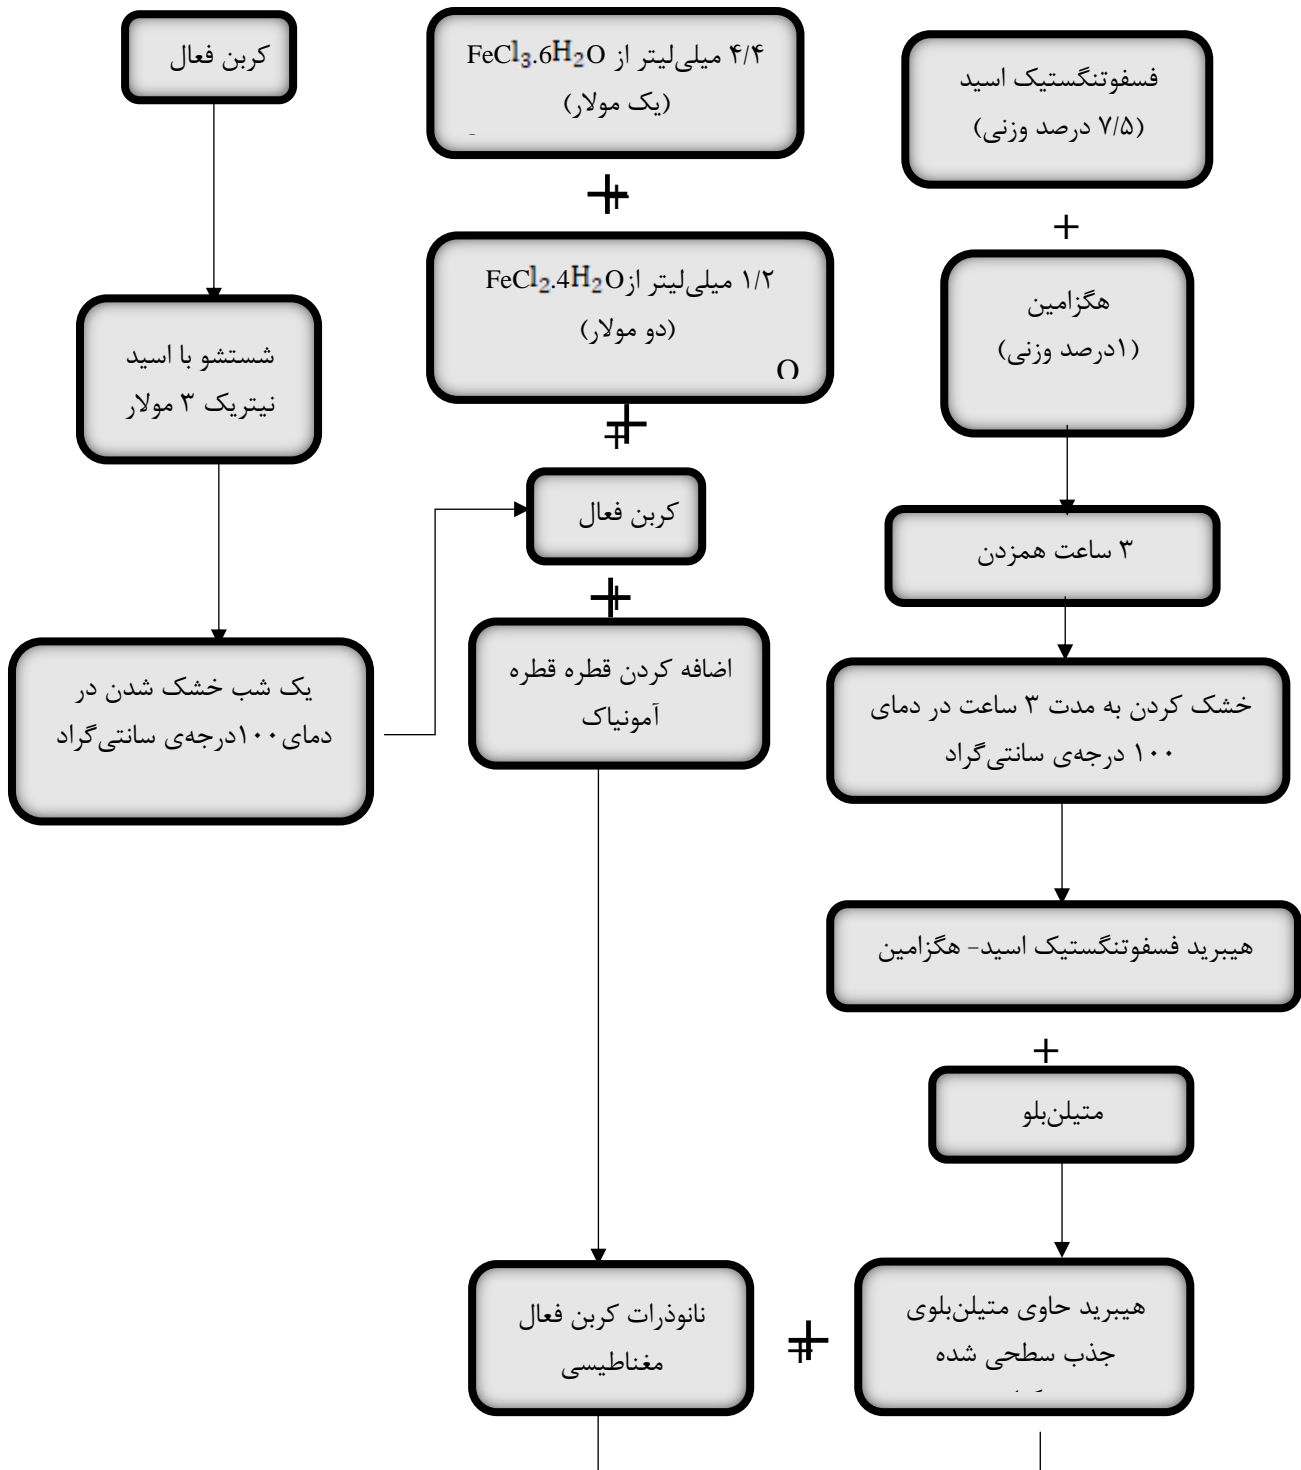 کربن فعال
شستشو با اسید
نیتریک ۳ مولار
یک شب خشک شدن در
دمای۱۰۰درجه‌ی سانتی‌گراد
۴/۴ میلی‌لیتر از FeCl3.6H2O
(یک مولار)
+
۱/۲ میلی‌لیتر ازFeCl2.4H2O
(دو مولار)
+
کربن فعال
+
اضافه کردن قطره قطره
آمونیاک
نانوذرات کربن فعال
مغناطیسی
+
فسفوتنگستیک اسید
(۷/۵ درصد وزنی)
+
هگزامین
(۱درصد وزنی)
۳ ساعت همزدن
خشک کردن به مدت ۳ ساعت در دمای
۱۰۰ درجه‌ی سانتی‌گراد
هیبرید فسفوتنگستیک اسید- هگزامین
+
متیلن‌بلو
هیبرید حاوی متیلن‌بلوی
جذب سطحی شده